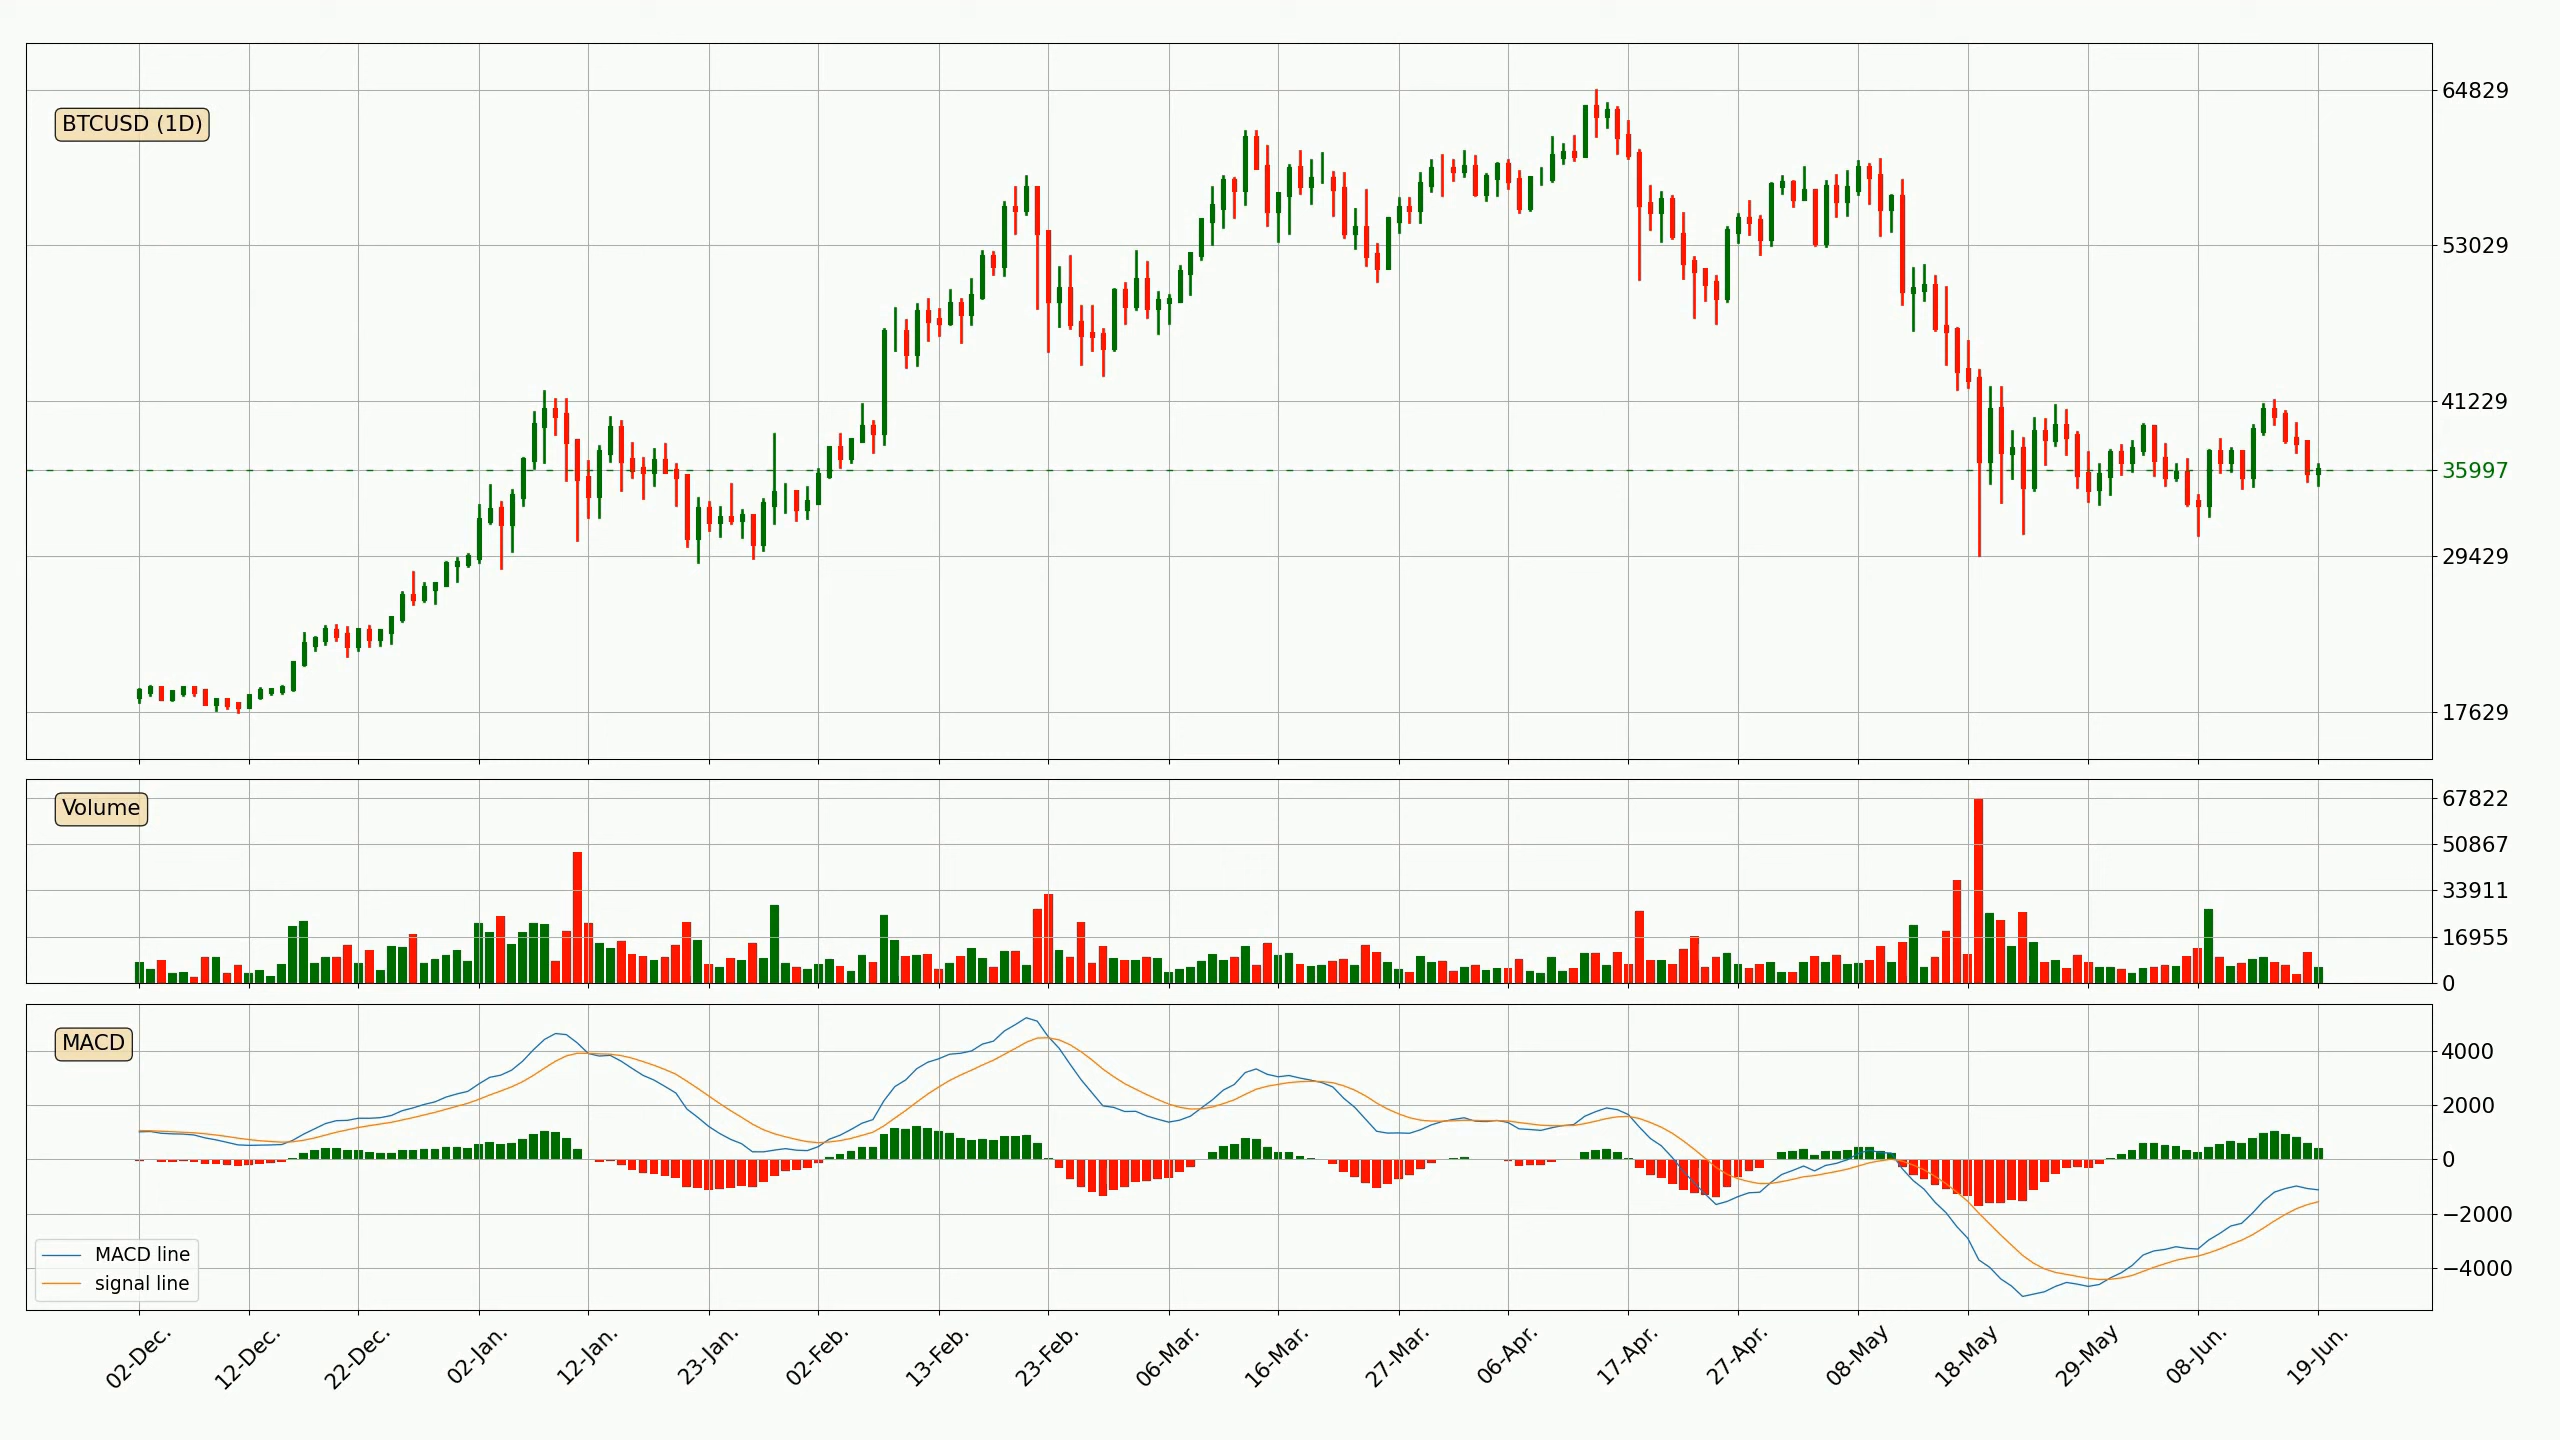 BTCUSD (1D)
64829
53029
41229
35997
29429
17629
Volume
67822
50867
33911
16955
0
MACD
4000
2000
0
−2000
−4000
MACD line
signal line
02-Dec.
12-Dec.
22-Dec.
02-Jan.
12-Jan.
23-Jan.
02-Feb.
13-Feb.
23-Feb.
06-Mar.
16-Mar.
27-Mar.
06-Apr.
17-Apr.
27-Apr.
08-May
18-May
29-May
08-Jun.
19-Jun.